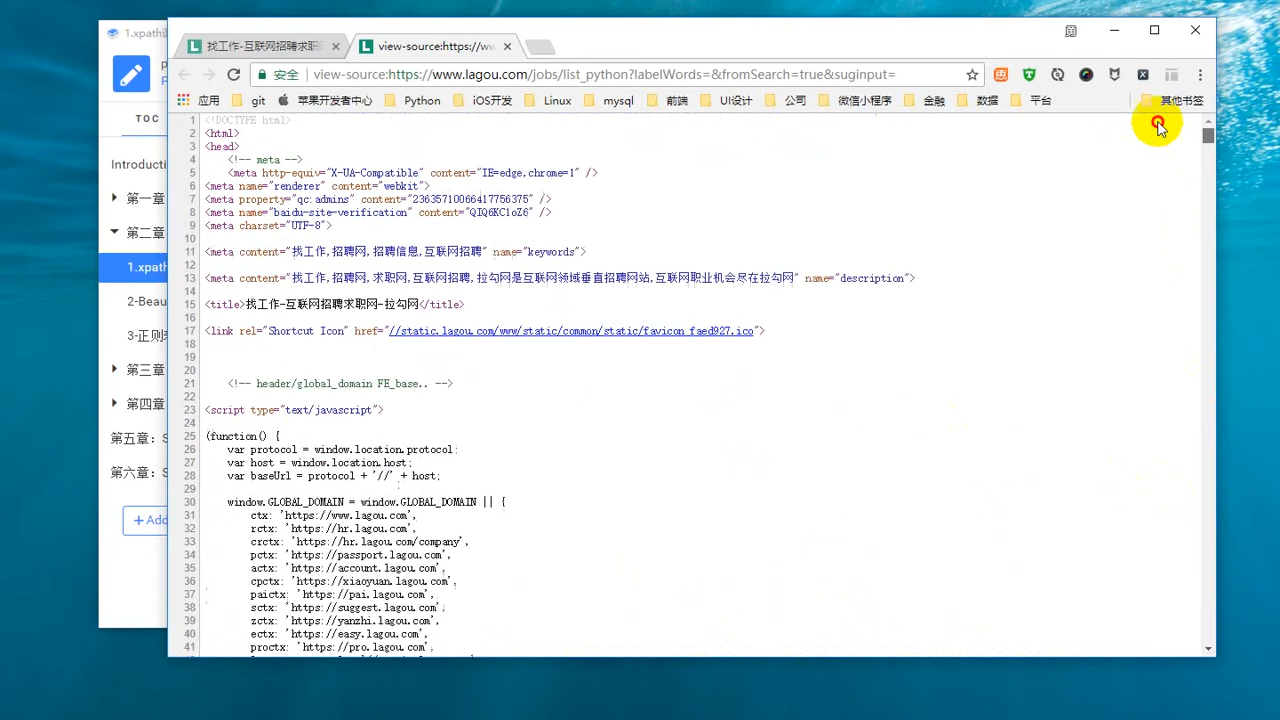 1.xpath
找工作-互联网招聘求职
view-source:https://ww
安全
view-source:https://www.lagou.com/jobs/list_python?labelWords=&fromSearch=true&suginput=
应用 git 苹果开发者中心 Python iOS开发 Linux mysql 前端 UI设计 公司 微信小程序 金融 数据 平台 其他书签
TOC
Introducti
第一章
第二章
1.xpath
2-Beau
3-正则
第三章
第四章
第五章：S
第六章：S
+ Add
1 <!DOCTYPE html>
2 <html>
3 <head>
4 <!-- meta -->
5 <meta http-equiv="X-UA-Compatible" content="IE=edge,chrome=1" />
6 <meta name="renderer" content="webkit">
7 <meta property="qc:admins" content="23635710066417756375" />
8 <meta name="baidu-site-verification" content="QIQ6KC1oZ6" />
9 <meta charset="UTF-8">
10
11 <meta content="找工作,招聘网,招聘信息,互联网招聘" name="keywords">
12
13 <meta content="找工作,招聘网,求职网,互联网招聘,拉勾网是互联网领域垂直招聘网站,互联网职业机会尽在拉勾网" name="description">
14
15 <title>找工作-互联网招聘求职网-拉勾网</title>
16
17 <link rel="Shortcut Icon" href="//static.lagou.com/www/static/common/static/favicon_faed927.ico">
18
19
20
21 <!-- header/global_domain FE_base.. -->
22
23 <script type="text/javascript">
24
25 (function() {
26 var protocol = window.location.protocol;
27 var host = window.location.host;
28 var baseUrl = protocol + '//' + host;
29
30 window.GLOBAL_DOMAIN = window.GLOBAL_DOMAIN || {
31 ctx: 'https://www.lagou.com',
32 rctx: 'https://hr.lagou.com',
33 crctx: 'https://hr.lagou.com/company',
34 pctx: 'https://passport.lagou.com',
35 actx: 'https://account.lagou.com',
36 cpctx: 'https://xiaoyuan.lagou.com',
37 paictx: 'https://pai.lagou.com',
38 sctx: 'https://suggest.lagou.com',
39 zctx: 'https://yanzhi.lagou.com',
40 ectx: 'https://easy.lagou.com',
41 proctx: 'https://pro.lagou.com',